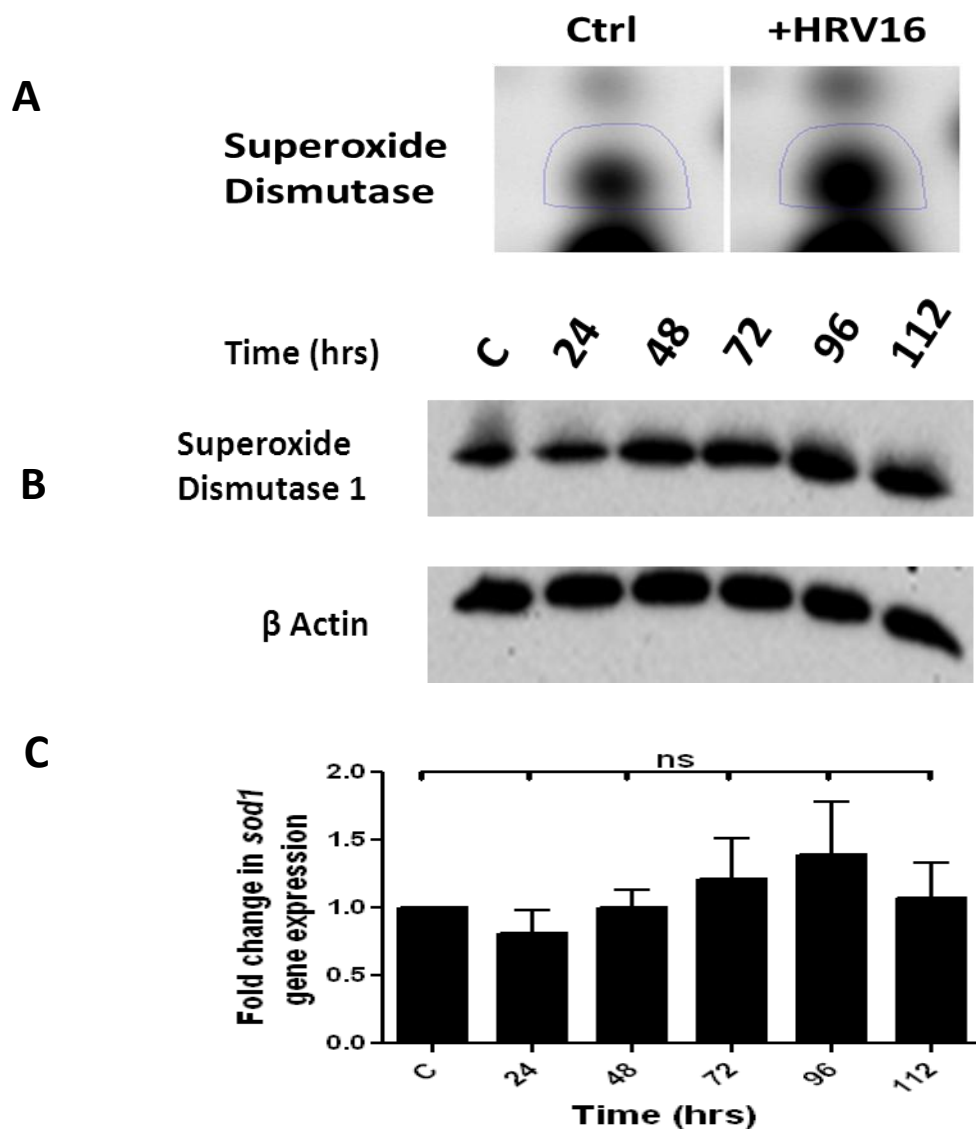 Ctrl +HRV16
A
Superoxide
Dismutase
Time (hrs) C 24 48 72 96 112
Superoxide
Dismutase 1
B
β Actin
C
ns
Fold change in sod1
gene expression
2.0
1.5
1.0
0.5
0.0
C 24 48 72 96 112
Time (hrs)